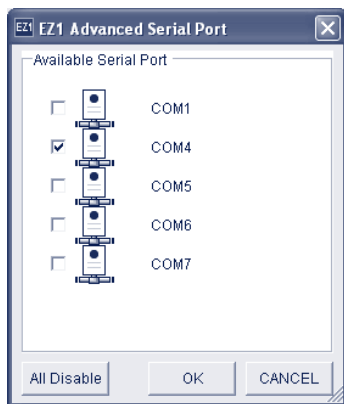 EZ1 EZ1 Advanced Serial Port
Available Serial Port
COM1
COM4
COM5
COM6
COM7
All Disable OK CANCEL